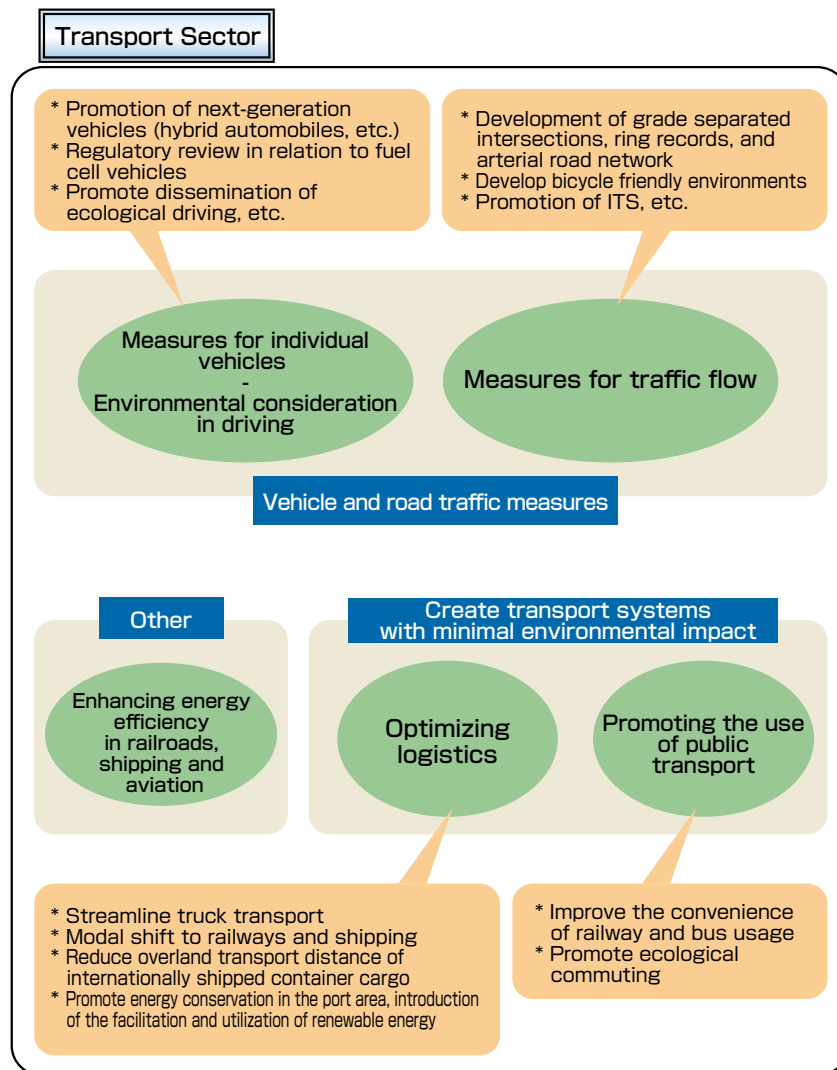 Transport Sector
* Promotion of next-generation
vehicles (hybrid automobiles, etc.)
* Regulatory review in relation to fuel
cell vehicles
* Promote dissemination of
ecological driving, etc.
* Development of grade separated
intersections, ring records, and
arterial road network
* Develop bicycle friendly environments
* Promotion of ITS, etc.
Measures for individual
vehicles
-
Environmental consideration
in driving
Measures for traffic flow
Vehicle and road traffic measures
Other
Enhancing energy
efficiency
in railroads,
shipping and
aviation
Create transport systems
with minimal environmental impact
Optimizing
logistics
Promoting the use
of public
transport
* Streamline truck transport
* Modal shift to railways and shipping
* Reduce overland transport distance of
internationally shipped container cargo
* Promote energy conservation in the port area, introduction
of the facilitation and utilization of renewable energy
* Improve the convenience
of railway and bus usage
* Promote ecological
commuting